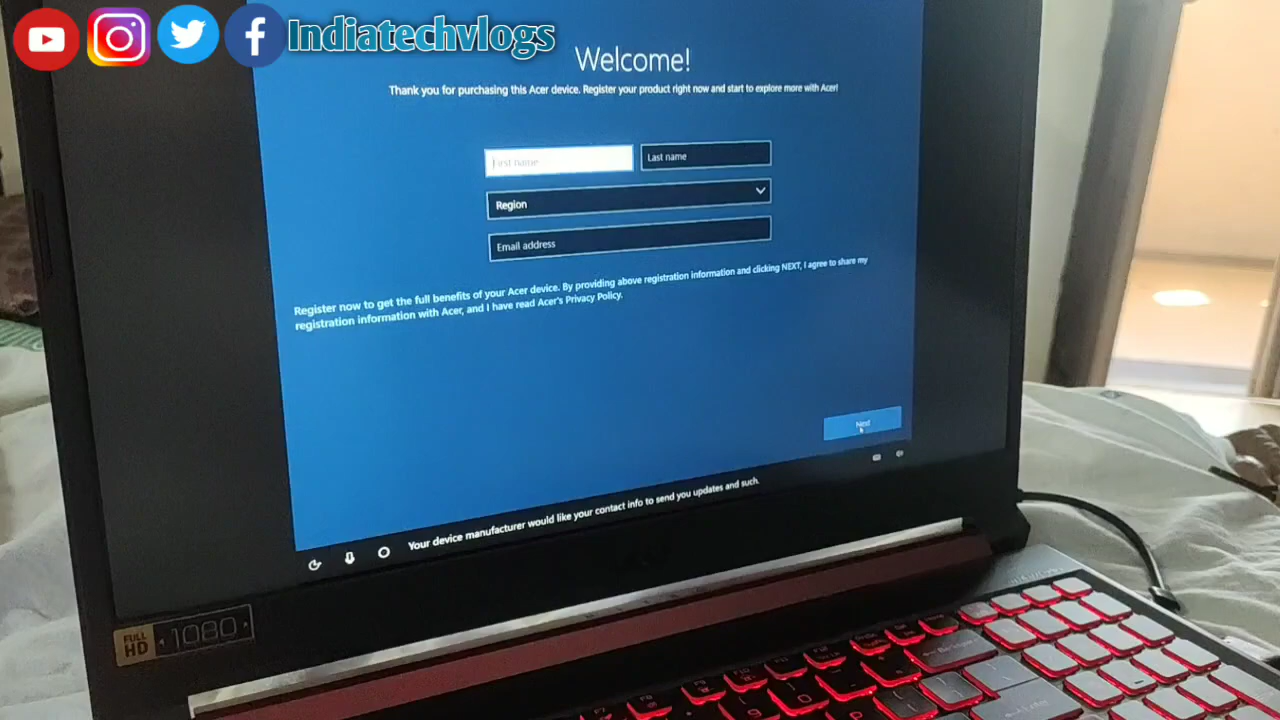 Indiatechvlogs
Welcome!
Thank you for purchasing this Acer device. Register your product right now and start to explore more with Acer!
First name
Last name
Region
Email address
Register now to get the full benefits of your Acer device. By providing above registration information and clicking NEXT, I agree to share my
registration information with Acer, and I have read Acer's Privacy Policy.
Next
Your device manufacturer would like your contact info to send you updates and such.
FULL HD 1080